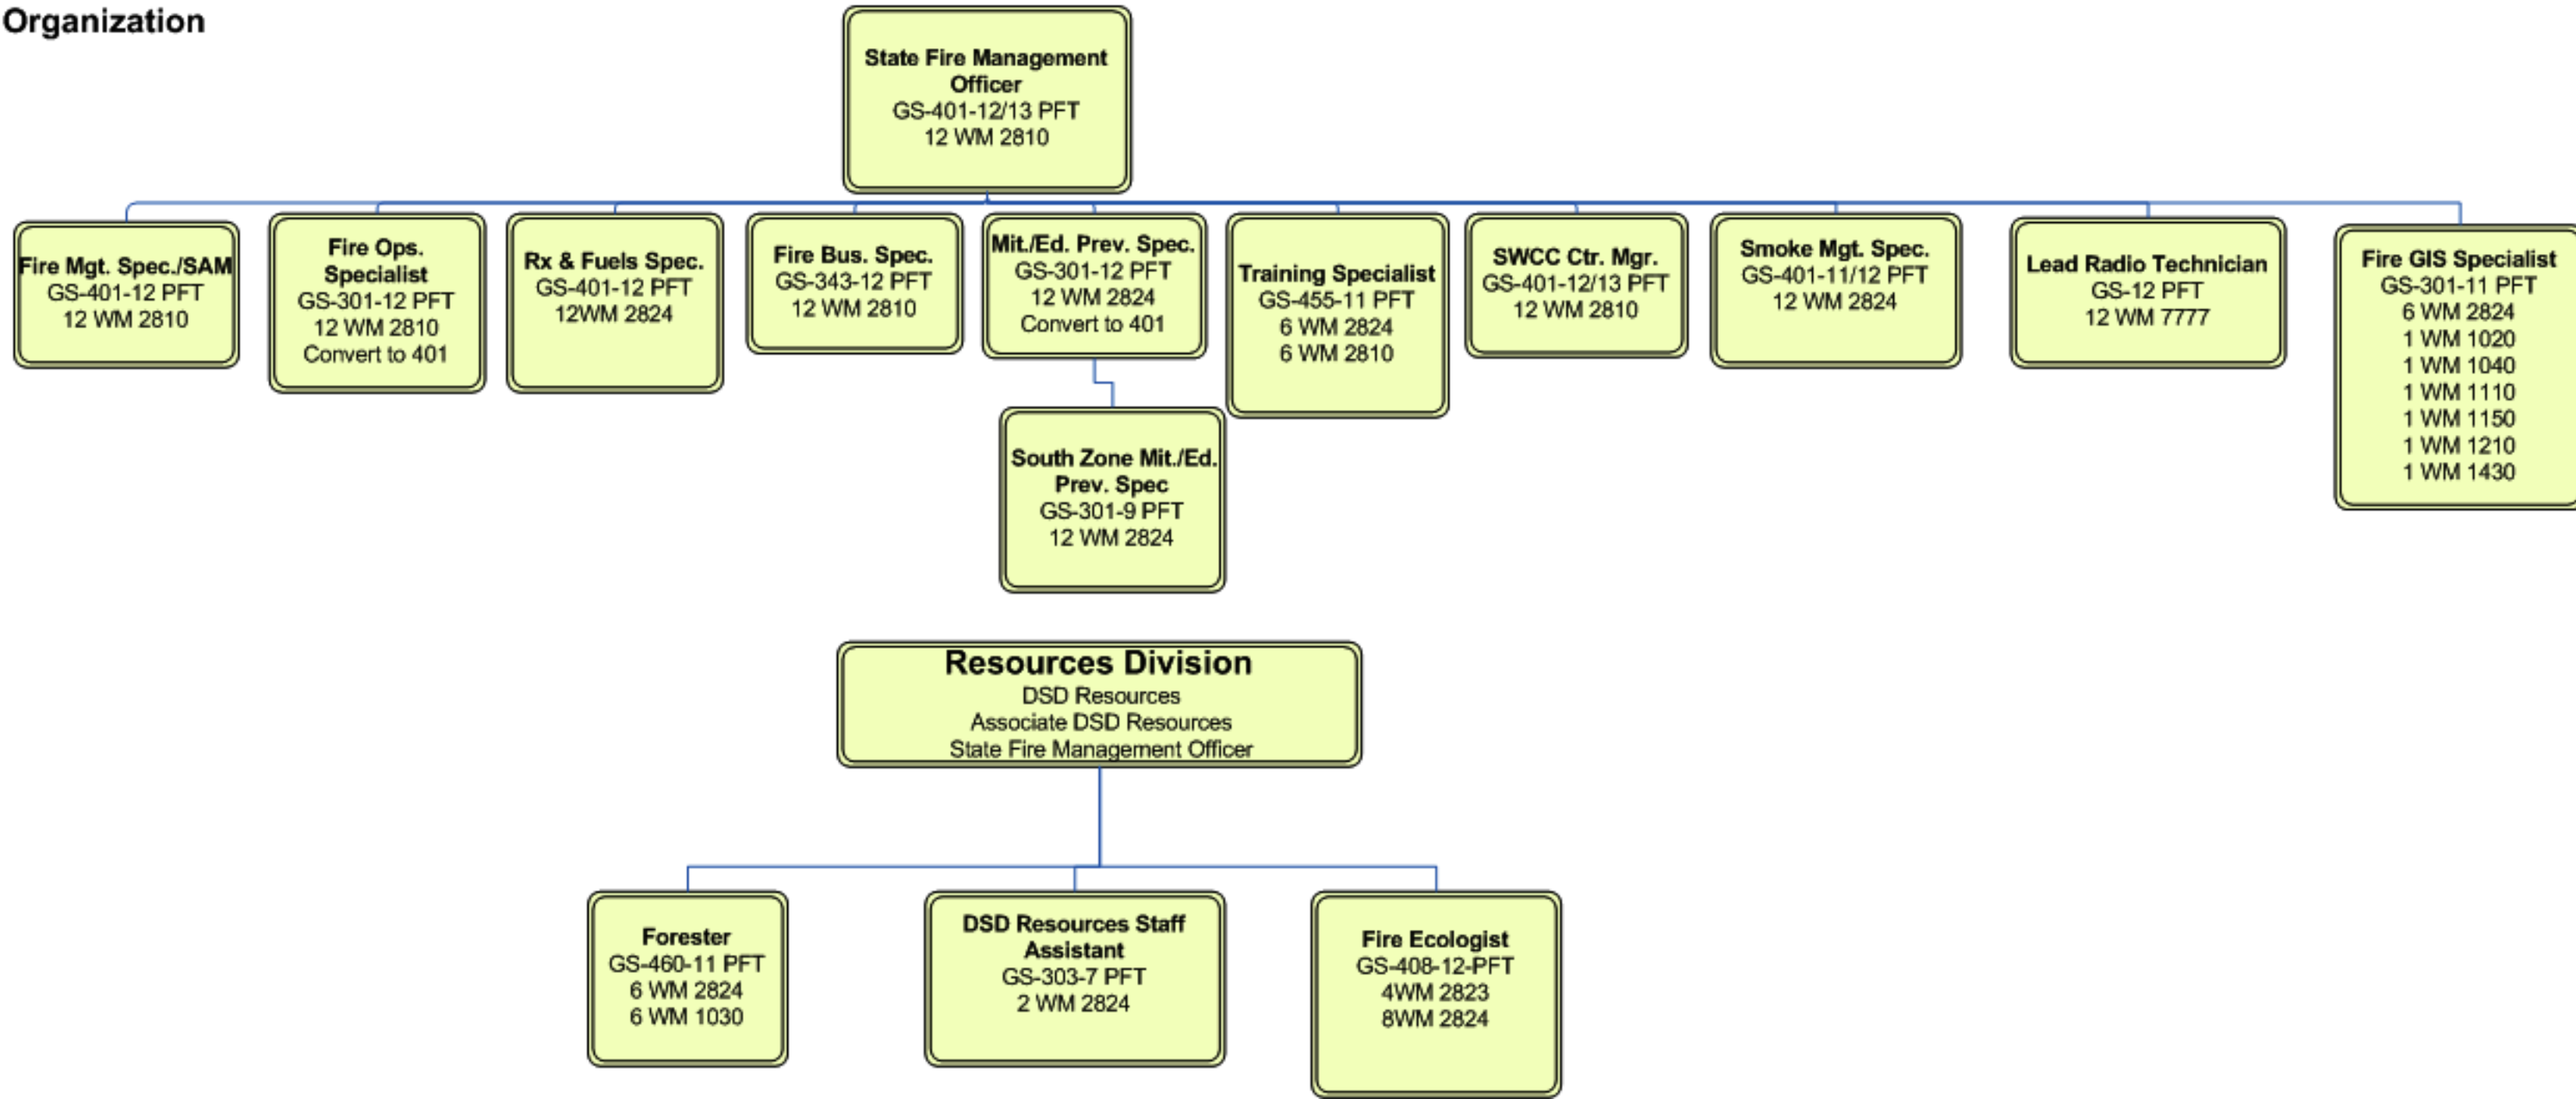 Organization
State Fire Management
Officer
GS-401-12/13 PFT
12 WM 2810
Fire Mgt. Spec./SAM
GS-401-12 PFT
12 WM 2810
Fire Ops.
Specialist
GS-301-12 PFT
12 WM 2810
Convert to 401
Rx & Fuels Spec.
GS-401-12 PFT
12WM 2824
Fire Bus. Spec.
GS-343-12 PFT
12 WM 2810
Mit./Ed. Prev. Spec.
GS-301-12 PFT
12 WM 2824
Convert to 401
Training Specialist
GS-455-11 PFT
6 WM 2824
6 WM 2810
SWCC Ctr. Mgr.
GS-401-12/13 PFT
12 WM 2810
Smoke Mgt. Spec.
GS-401-11/12 PFT
12 WM 2824
Lead Radio Technician
GS-12 PFT
12 WM 7777
Fire GIS Specialist
GS-301-11 PFT
6 WM 2824
1 WM 1020
1 WM 1040
1 WM 1110
1 WM 1150
1 WM 1210
1 WM 1430
South Zone Mit./Ed.
Prev. Spec
GS-301-9 PFT
12 WM 2824
Resources Division
DSD Resources
Associate DSD Resources
State Fire Management Officer
Forester
GS-460-11 PFT
6 WM 2824
6 WM 1030
DSD Resources Staff
Assistant
GS-303-7 PFT
2 WM 2824
Fire Ecologist
GS-408-12-PFT
4WM 2823
8WM 2824